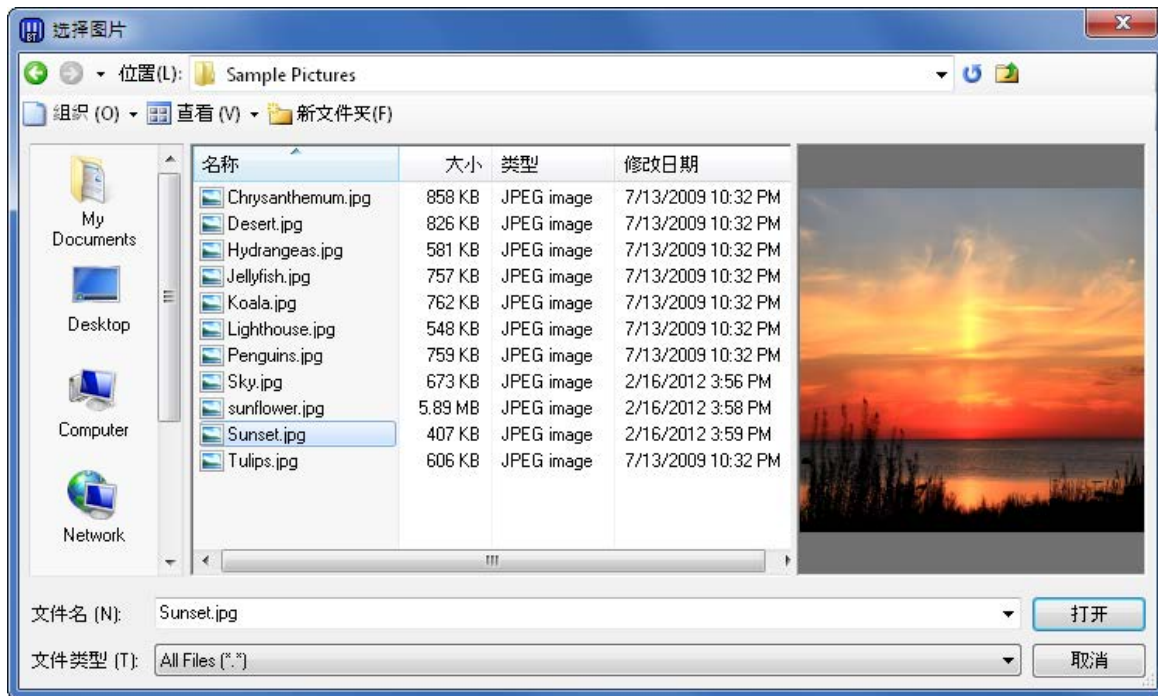 选择图片
位置(L): Sample Pictures
组织 (O) 查看 (V) 新文件夹(F)
My Documents
Desktop
Computer
Network
名称 大小 类型 修改日期
Chrysanthemum.jpg 858 KB JPEG image 7/13/2009 10:32 PM
Desert.jpg 826 KB JPEG image 7/13/2009 10:32 PM
Hydrangeas.jpg 581 KB JPEG image 7/13/2009 10:32 PM
Jellyfish.jpg 757 KB JPEG image 7/13/2009 10:32 PM
Koala.jpg 762 KB JPEG image 7/13/2009 10:32 PM
Lighthouse.jpg 548 KB JPEG image 7/13/2009 10:32 PM
Penguins.jpg 759 KB JPEG image 7/13/2009 10:32 PM
Sky.jpg 673 KB JPEG image 2/16/2012 3:56 PM
sunflower.jpg 5.89 MB JPEG image 2/16/2012 3:58 PM
Sunset.jpg 407 KB JPEG image 2/16/2012 3:59 PM
Tulips.jpg 606 KB JPEG image 7/13/2009 10:32 PM
文件名 (N): Sunset.jpg 打开
文件类型 (T): All Files (*.*) 取消